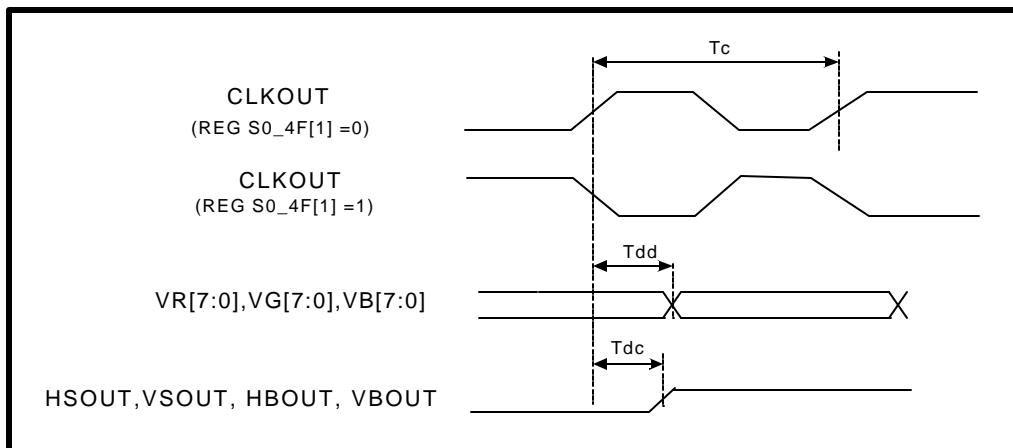 Tc
CLKOUT
(REG S0_4F[1] =0)
CLKOUT
(REG S0_4F[1] =1)
Tdd
VR[7:0],VG[7:0],VB[7:0]
Tdc
HSOUT,VSOUT, HBOUT, VBOUT